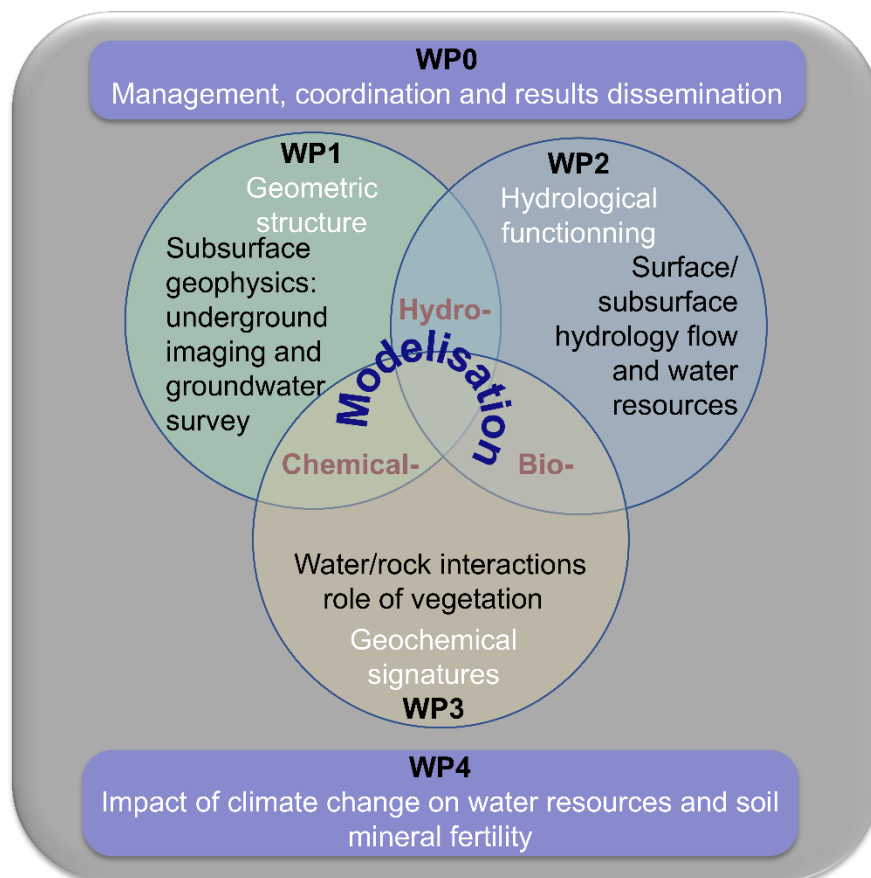 WP0
Management, coordination and results dissemination
WP1
Geometric
structure
Subsurface
geophysics:
underground
imaging and
groundwater
survey
WP2
Hydrological
functionning
Surface/
subsurface
hydrology flow
and water
resources
Hydro-
Modelisation
Chemical-
Bio-
Water/rock interactions
role of vegetation
Geochemical
signatures
WP3
WP4
Impact of climate change on water resources and soil
mineral fertility